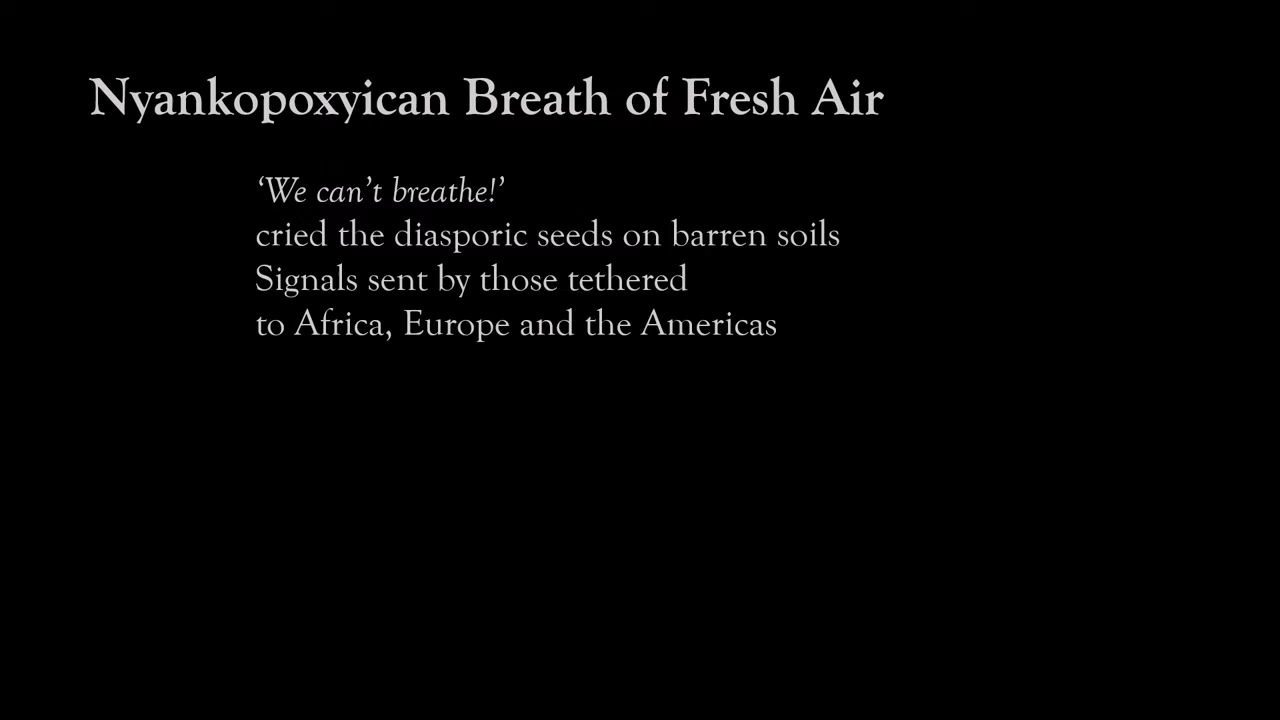 Nyankopoxyican Breath of Fresh Air
‘We can’t breathe!’
cried the diasporic seeds on barren soils
Signals sent by those tethered
to Africa, Europe and the Americas